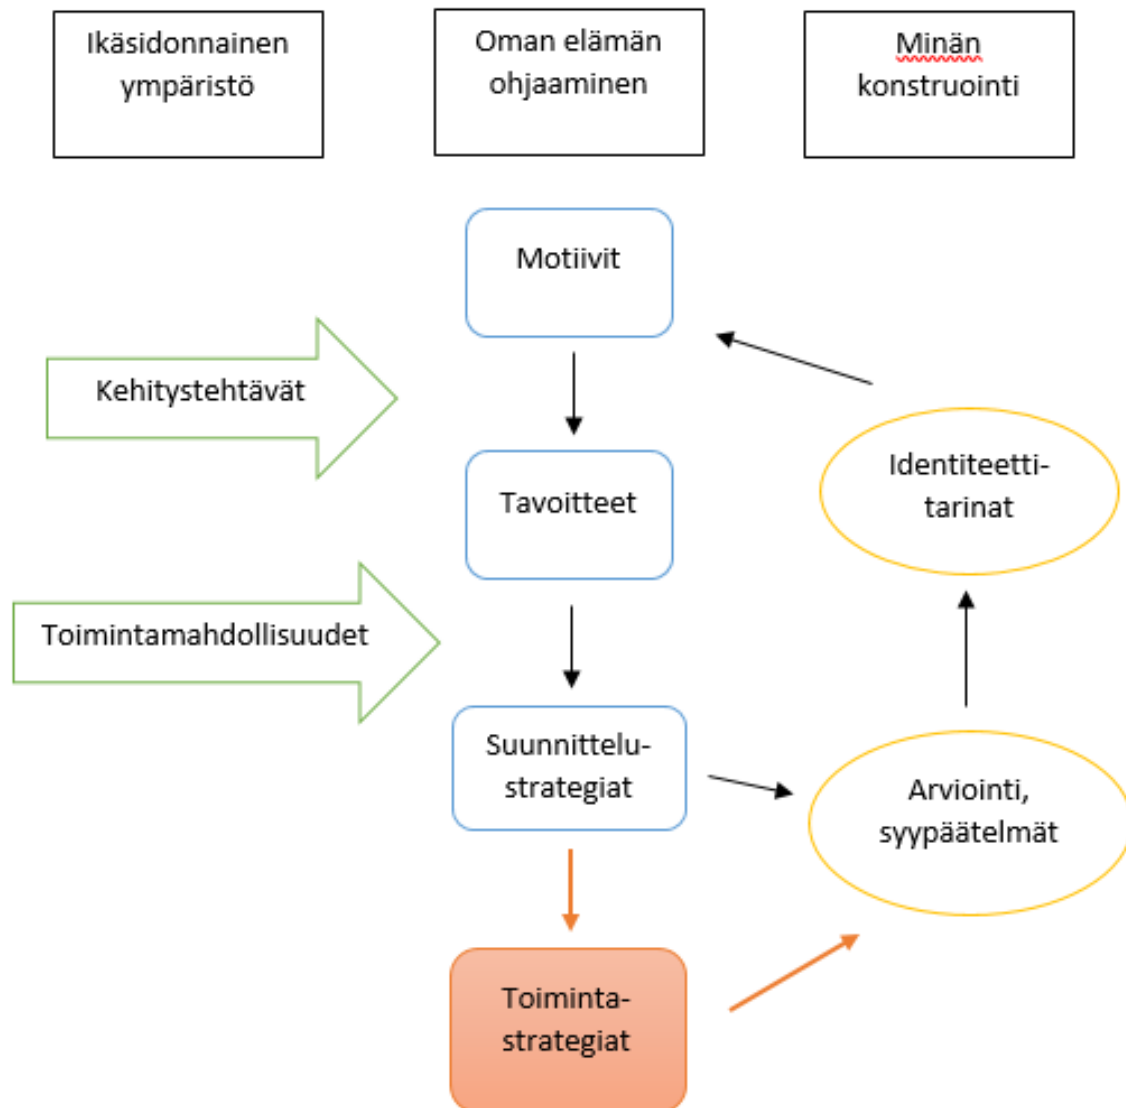 Ikäsidonnainen
ympäristö
Oman elämän
ohjaaminen
Minän
konstruointi
Motiivit
Kehitystehtävät
Identiteetti-
tarinat
Tavoitteet
Toimintamahdollisuudet
Suunnittelu-
strategiat
Arviointi,
syypäätelmät
Toiminta-
strategiat